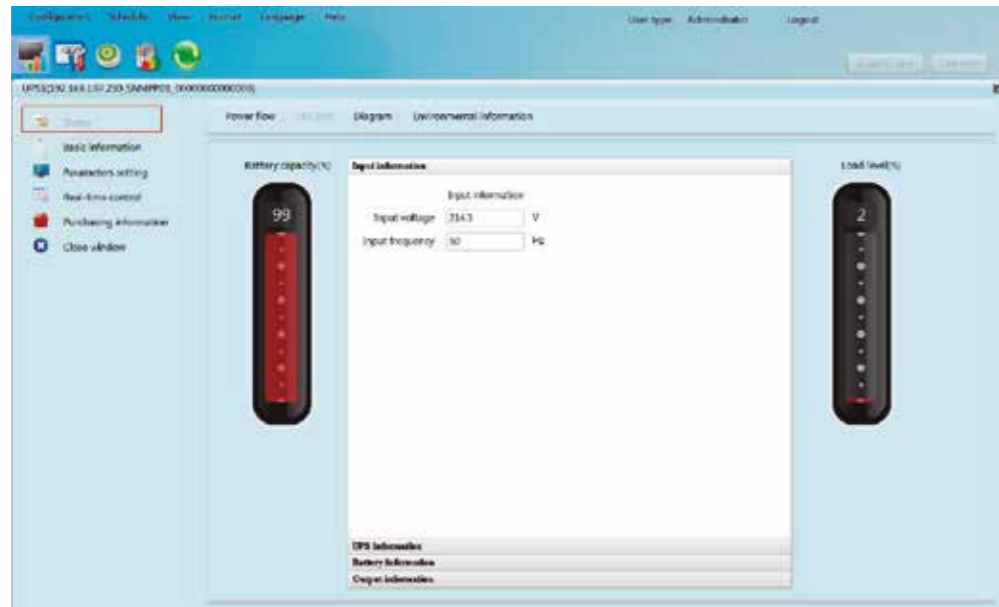 Configuration Schedule View Format Language Help
User type: Administrator Logout
Power flow Diagram Environmental information
Basic information
Parameters setting
Real-time control
Purchasing information
Close window
Battery capacity(%)
99
Input information
Input information
Input voltage 214.3 V
Input frequency 50 Hz
Load level(%)
2
UPS information
Battery information
Output information